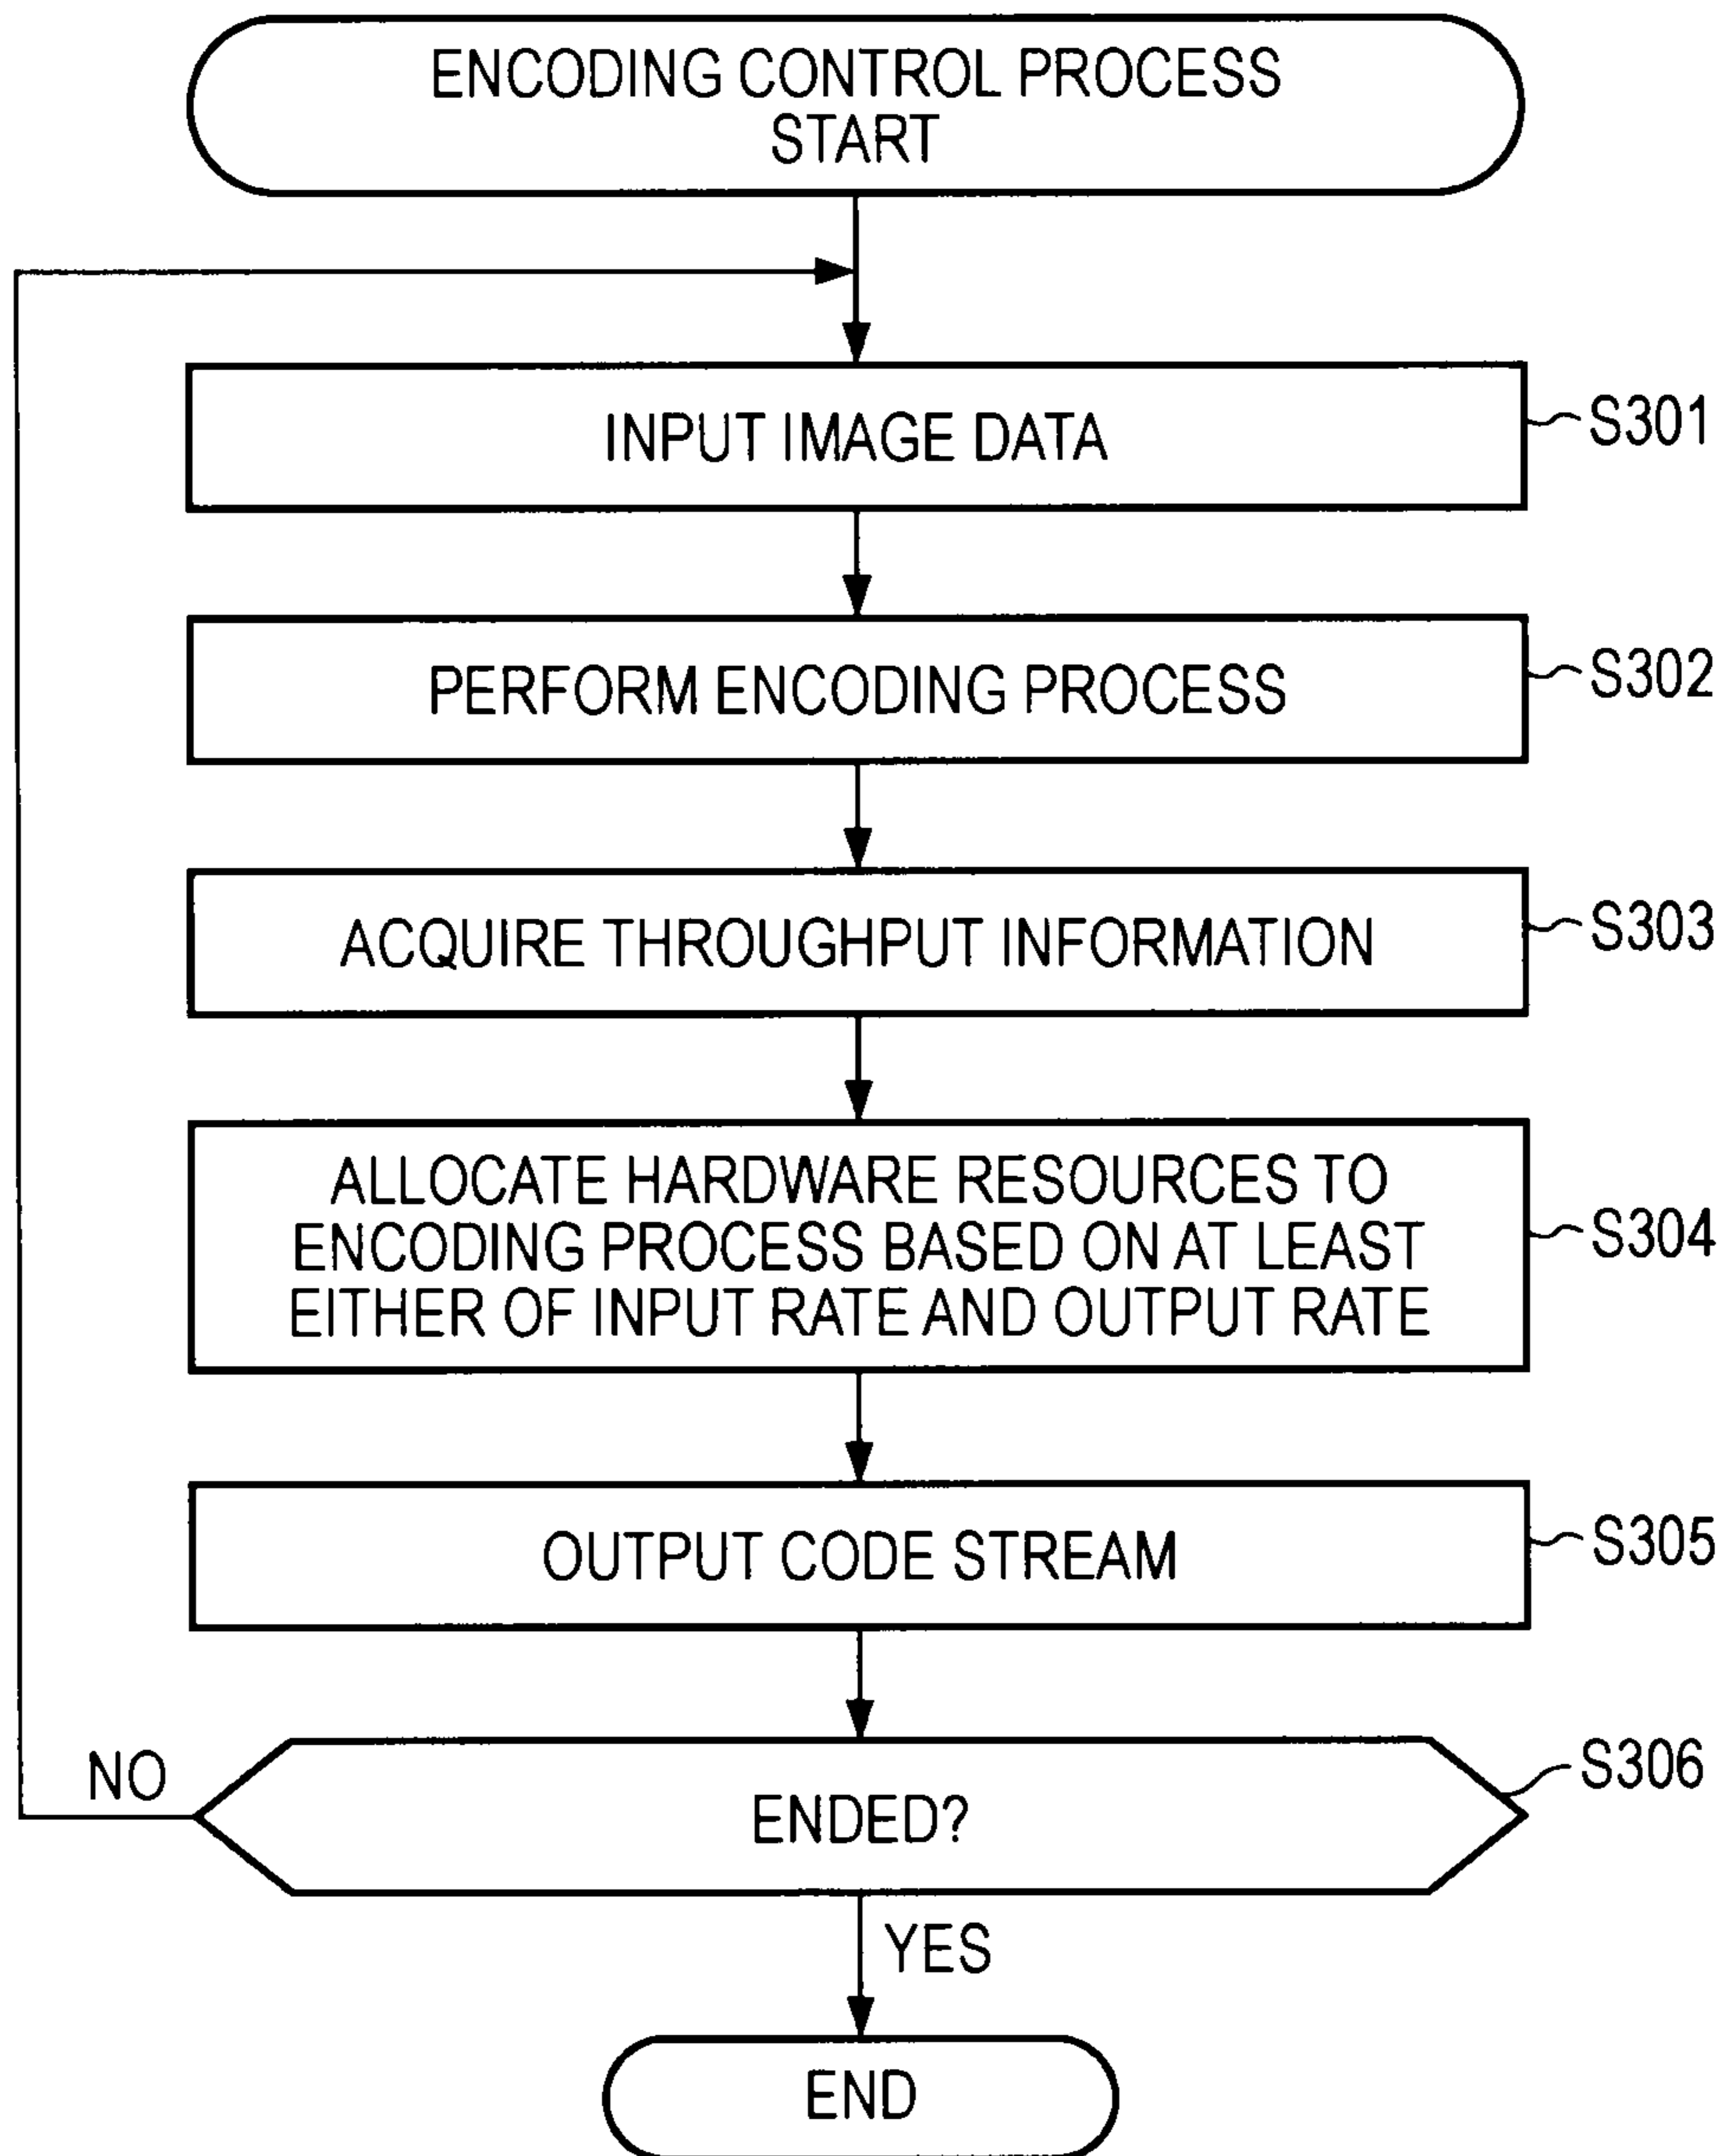 ENCODING CONTROL PROCESS
START
INPUT IMAGE DATA
S301
PERFORM ENCODING PROCESS
S302
ACQUIRE THROUGHPUT INFORMATION
S303
ALLOCATE HARDWARE RESOURCES TO
ENCODING PROCESS BASED ON AT LEAST
EITHER OF INPUT RATE AND OUTPUT RATE
S304
OUTPUT CODE STREAM
S305
NO
ENDED?
S306
YES
END